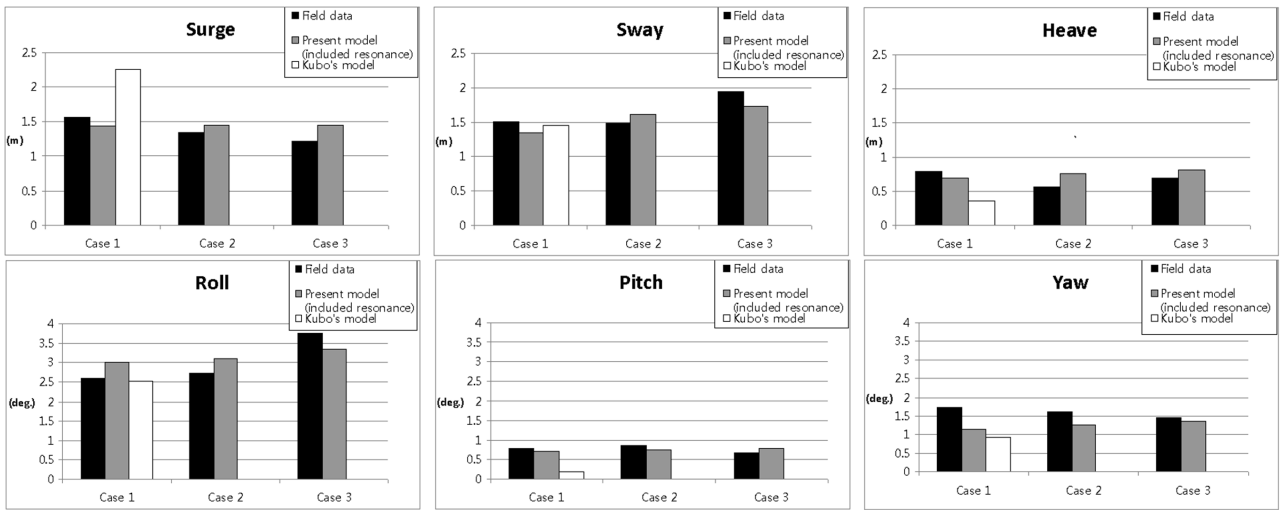 Surge
Field data
Present model
(included resonance)
Kubo's model
2.5
2
1.5
(m)
1
0.5
0
Case 1
Case 2
Case 3
Sway
Field data
Present model
(included resonance)
Kubo's model
2.5
2
1.5
(m)
1
0.5
0
Case 1
Case 2
Case 3
Heave
Field data
Present model
(included resonance)
Kubo's model
2.5
2
1.5
(m)
1
0.5
0
Case 1
Case 2
Case 3
Roll
Field data
Present model
(included resonance)
Kubo's model
4
3.5
3
2.5
(deg.)
2
1.5
1
0.5
0
Case 1
Case 2
Case 3
Pitch
Field data
Present model
(included resonance)
Kubo's model
4
3.5
3
2.5
(deg.)
2
1.5
1
0.5
0
Case 1
Case 2
Case 3
Yaw
Field data
Present model
(included resonance)
Kubo's model
4
3.5
3
2.5
(deg.)
2
1.5
1
0.5
0
Case 1
Case 2
Case 3